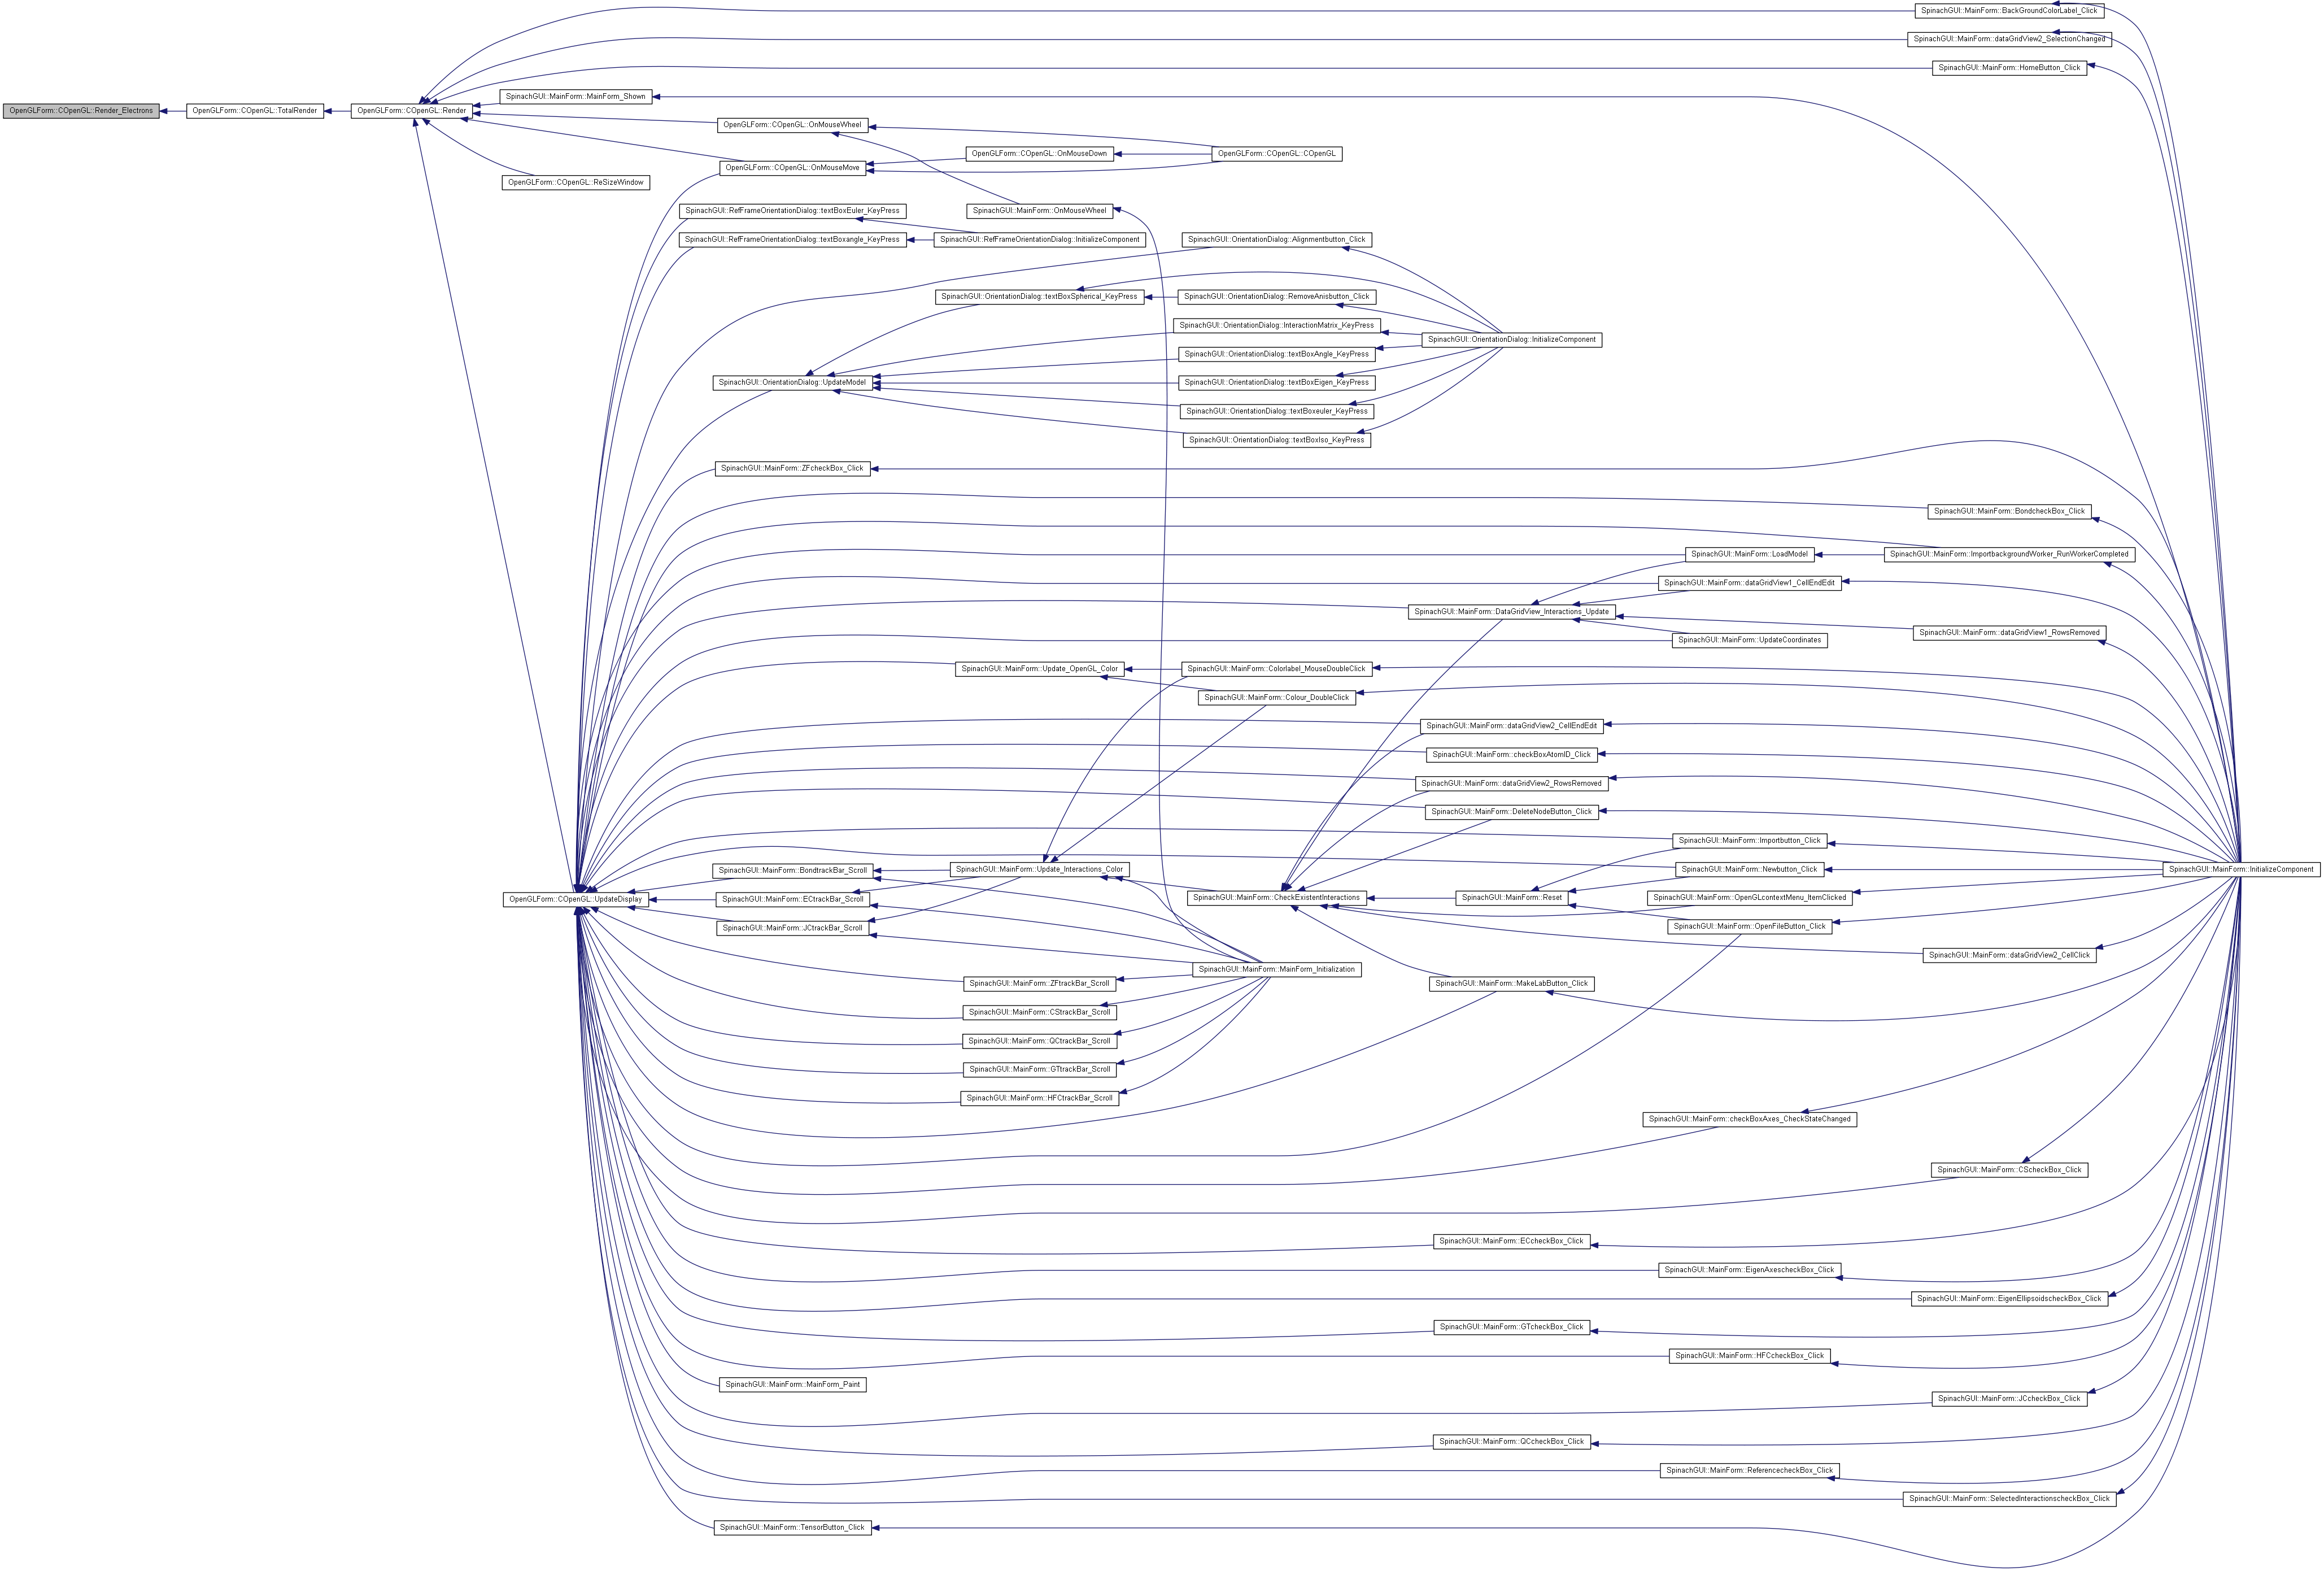 SpinachGUI::MainForm::BackGroundColorLabel_Click
SpinachGUI::MainForm::dataGridView2_SelectionChanged
SpinachGUI::MainForm::HomeButton_Click
SpinachGUI::MainForm::MainForm_Shown
OpenGLForm::COpenGL::Render_Electrons
OpenGLForm::COpenGL::TotalRender
OpenGLForm::COpenGL::Render
OpenGLForm::COpenGL::OnMouseWheel
OpenGLForm::COpenGL::OnMouseDown
OpenGLForm::COpenGL::COpenGL
OpenGLForm::COpenGL::OnMouseMove
OpenGLForm::COpenGL::ReSizeWindow
SpinachGUI::RefFrameOrientationDialog::textBoxEuler_KeyPress
SpinachGUI::MainForm::OnMouseWheel
SpinachGUI::RefFrameOrientationDialog::textBoxangle_KeyPress
SpinachGUI::RefFrameOrientationDialog::InitializeComponent
SpinachGUI::OrientationDialog::Alignmentbutton_Click
SpinachGUI::OrientationDialog::textBoxSpherical_KeyPress
SpinachGUI::OrientationDialog::RemoveAnisbutton_Click
SpinachGUI::OrientationDialog::InteractionMatrix_KeyPress
SpinachGUI::OrientationDialog::InitializeComponent
SpinachGUI::OrientationDialog::textBoxAngle_KeyPress
SpinachGUI::OrientationDialog::UpdateModel
SpinachGUI::OrientationDialog::textBoxEigen_KeyPress
SpinachGUI::OrientationDialog::textBoxeuler_KeyPress
SpinachGUI::OrientationDialog::textBoxIso_KeyPress
SpinachGUI::MainForm::ZFcheckBox_Click
SpinachGUI::MainForm::BondcheckBox_Click
SpinachGUI::MainForm::LoadModel
SpinachGUI::MainForm::ImportbackgroundWorker_RunWorkerCompleted
SpinachGUI::MainForm::dataGridView1_CellEndEdit
SpinachGUI::MainForm::DataGridView_Interactions_Update
SpinachGUI::MainForm::dataGridView1_RowsRemoved
SpinachGUI::MainForm::UpdateCoordinates
SpinachGUI::MainForm::Update_OpenGL_Color
SpinachGUI::MainForm::Colorlabel_MouseDoubleClick
SpinachGUI::MainForm::Colour_DoubleClick
SpinachGUI::MainForm::dataGridView2_CellEndEdit
SpinachGUI::MainForm::checkBoxAtomID_Click
SpinachGUI::MainForm::dataGridView2_RowsRemoved
SpinachGUI::MainForm::DeleteNodeButton_Click
SpinachGUI::MainForm::Importbutton_Click
SpinachGUI::MainForm::BondtrackBar_Scroll
SpinachGUI::MainForm::Update_Interactions_Color
SpinachGUI::MainForm::Newbutton_Click
SpinachGUI::MainForm::InitializeComponent
OpenGLForm::COpenGL::UpdateDisplay
SpinachGUI::MainForm::ECtrackBar_Scroll
SpinachGUI::MainForm::CheckExistentInteractions
SpinachGUI::MainForm::Reset
SpinachGUI::MainForm::OpenGLcontextMenu_ItemClicked
SpinachGUI::MainForm::JCtrackBar_Scroll
SpinachGUI::MainForm::OpenFileButton_Click
SpinachGUI::MainForm::dataGridView2_CellClick
SpinachGUI::MainForm::MainForm_Initialization
SpinachGUI::MainForm::ZFtrackBar_Scroll
SpinachGUI::MainForm::MakeLabButton_Click
SpinachGUI::MainForm::CStrackBar_Scroll
SpinachGUI::MainForm::QCtrackBar_Scroll
SpinachGUI::MainForm::GTtrackBar_Scroll
SpinachGUI::MainForm::HFCtrackBar_Scroll
SpinachGUI::MainForm::checkBoxAxes_CheckStateChanged
SpinachGUI::MainForm::CScheckBox_Click
SpinachGUI::MainForm::ECcheckBox_Click
SpinachGUI::MainForm::EigenAxescheckBox_Click
SpinachGUI::MainForm::EigenEllipsoidscheckBox_Click
SpinachGUI::MainForm::GTcheckBox_Click
SpinachGUI::MainForm::HFCcheckBox_Click
SpinachGUI::MainForm::MainForm_Paint
SpinachGUI::MainForm::JCcheckBox_Click
SpinachGUI::MainForm::QCcheckBox_Click
SpinachGUI::MainForm::ReferencecheckBox_Click
SpinachGUI::MainForm::SelectedInteractionscheckBox_Click
SpinachGUI::MainForm::TensorButton_Click